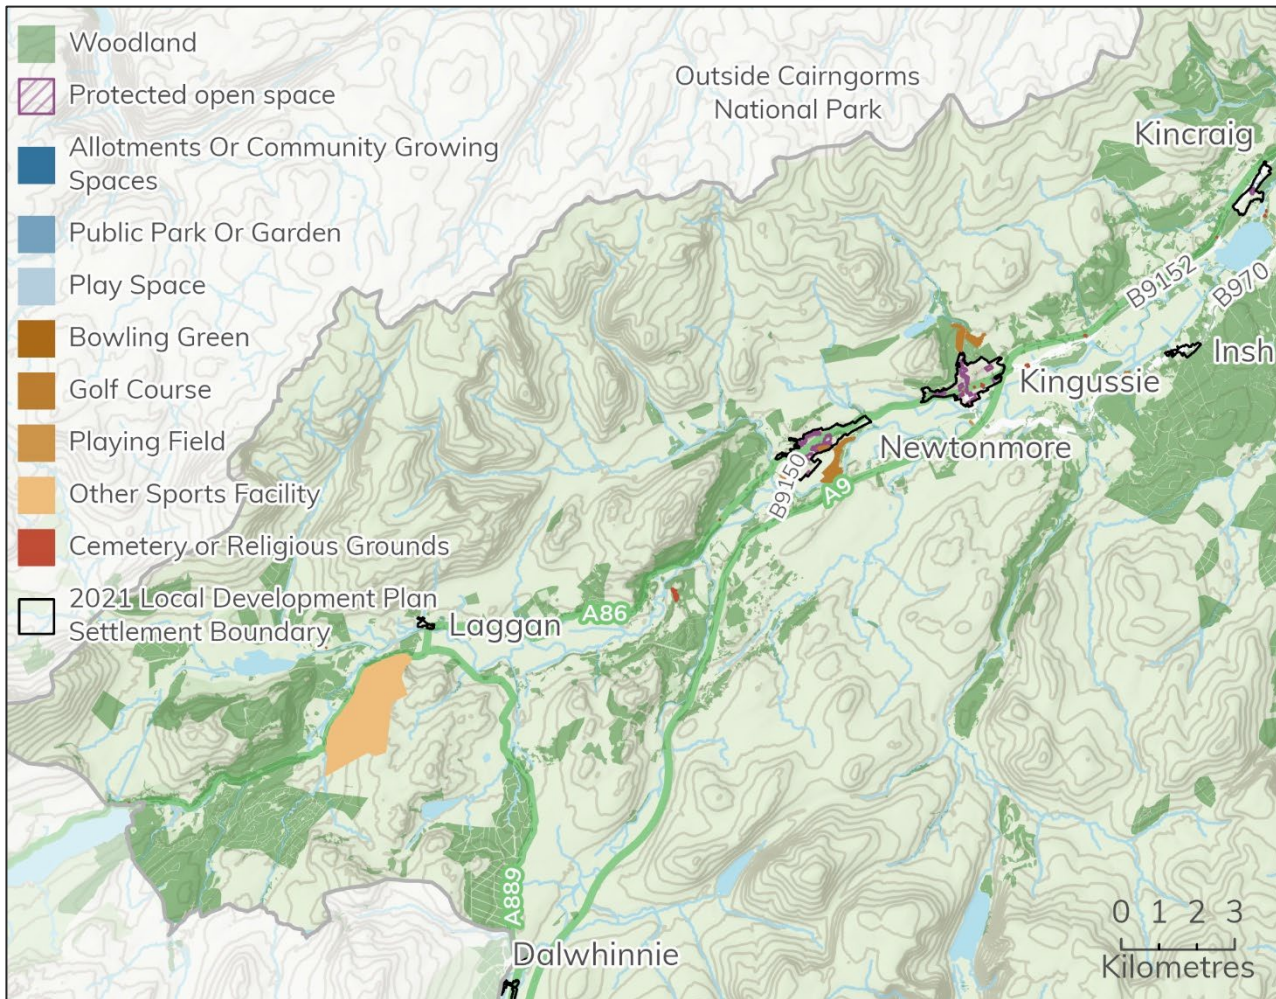 Woodland
Protected open space
Allotments Or Community Growing
Spaces
Public Park Or Garden
Play Space
Bowling Green
Golf Course
Playing Field
Other Sports Facility
Cemetery or Religious Grounds
2021 Local Development Plan
Settlement Boundary
Outside Cairngorms
National Park
Kincraig
B9152
B970
Insh
Kingussie
Newtonmore
B9150
A9
A86
Laggan
A889
Dalwhinnie
0 1 2 3
Kilometres